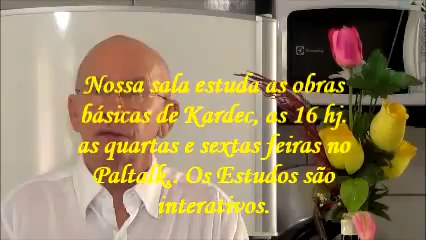 Nossa sala estuda as obras
básicas de Kardec, as 16 hj.
as quartas e sextas feiras no
Paltalk,. Os Estudos são
interativos.